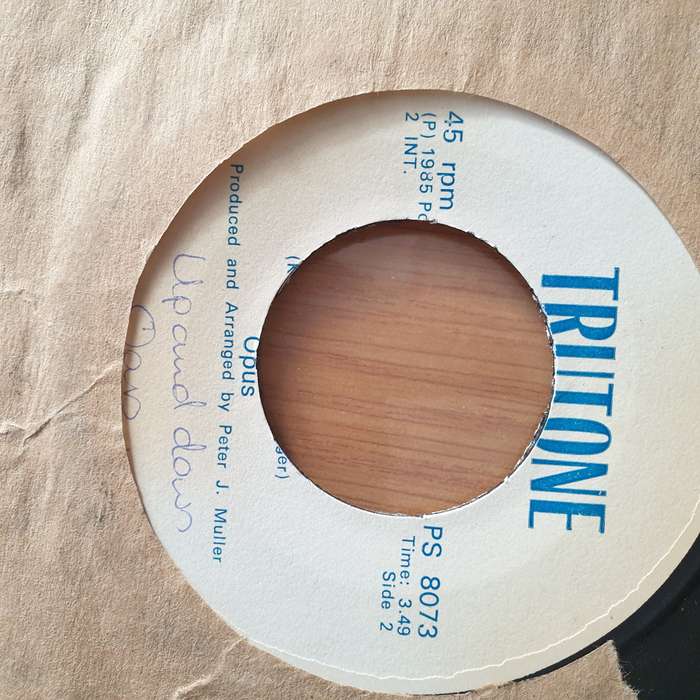 TRUTONE
45 rpm
(P) 1985
2 INT.
PS 8073
Time: 3.49
Side 2
Opus
Produced and Arranged by Peter J. Muller
Up and down